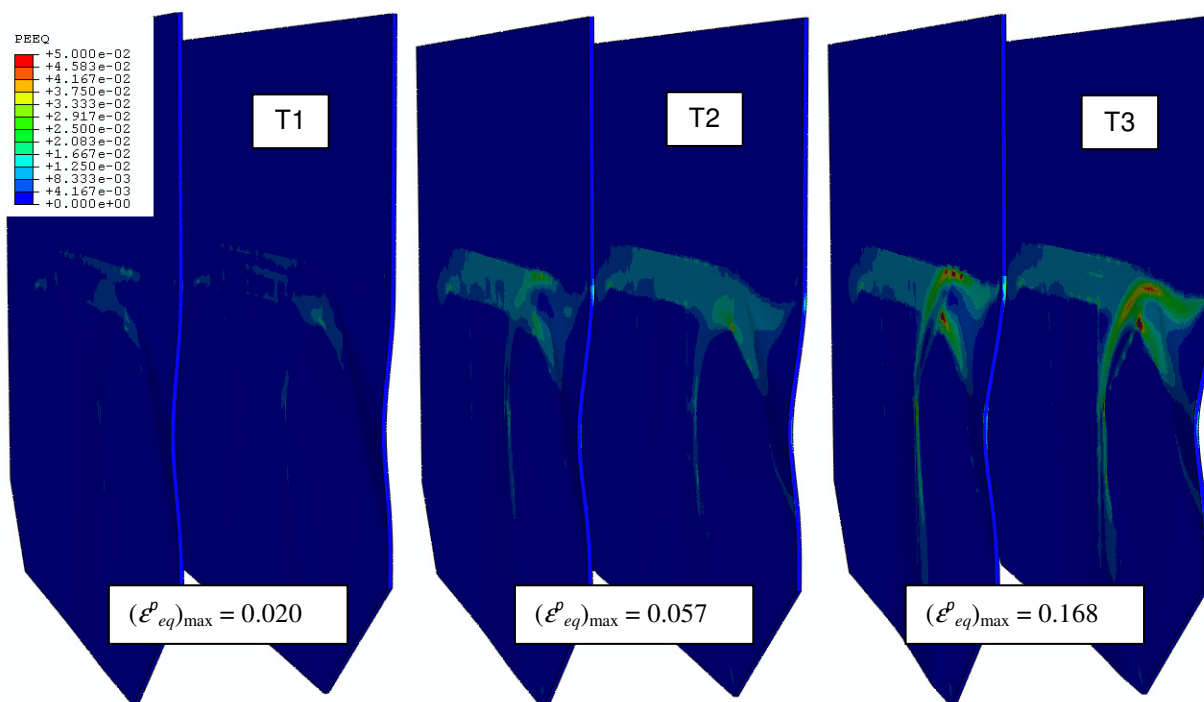 PEEQ
+5.000e-02
+4.583e-02
+4.167e-02
+3.750e-02
+3.333e-02
+2.917e-02
+2.500e-02
+2.083e-02
+1.667e-02
+1.250e-02
+8.333e-03
+4.167e-03
+0.000e+00
T1
T2
T3
(εᵖeq)max = 0.020
(εᵖeq)max = 0.057
(εᵖeq)max = 0.168